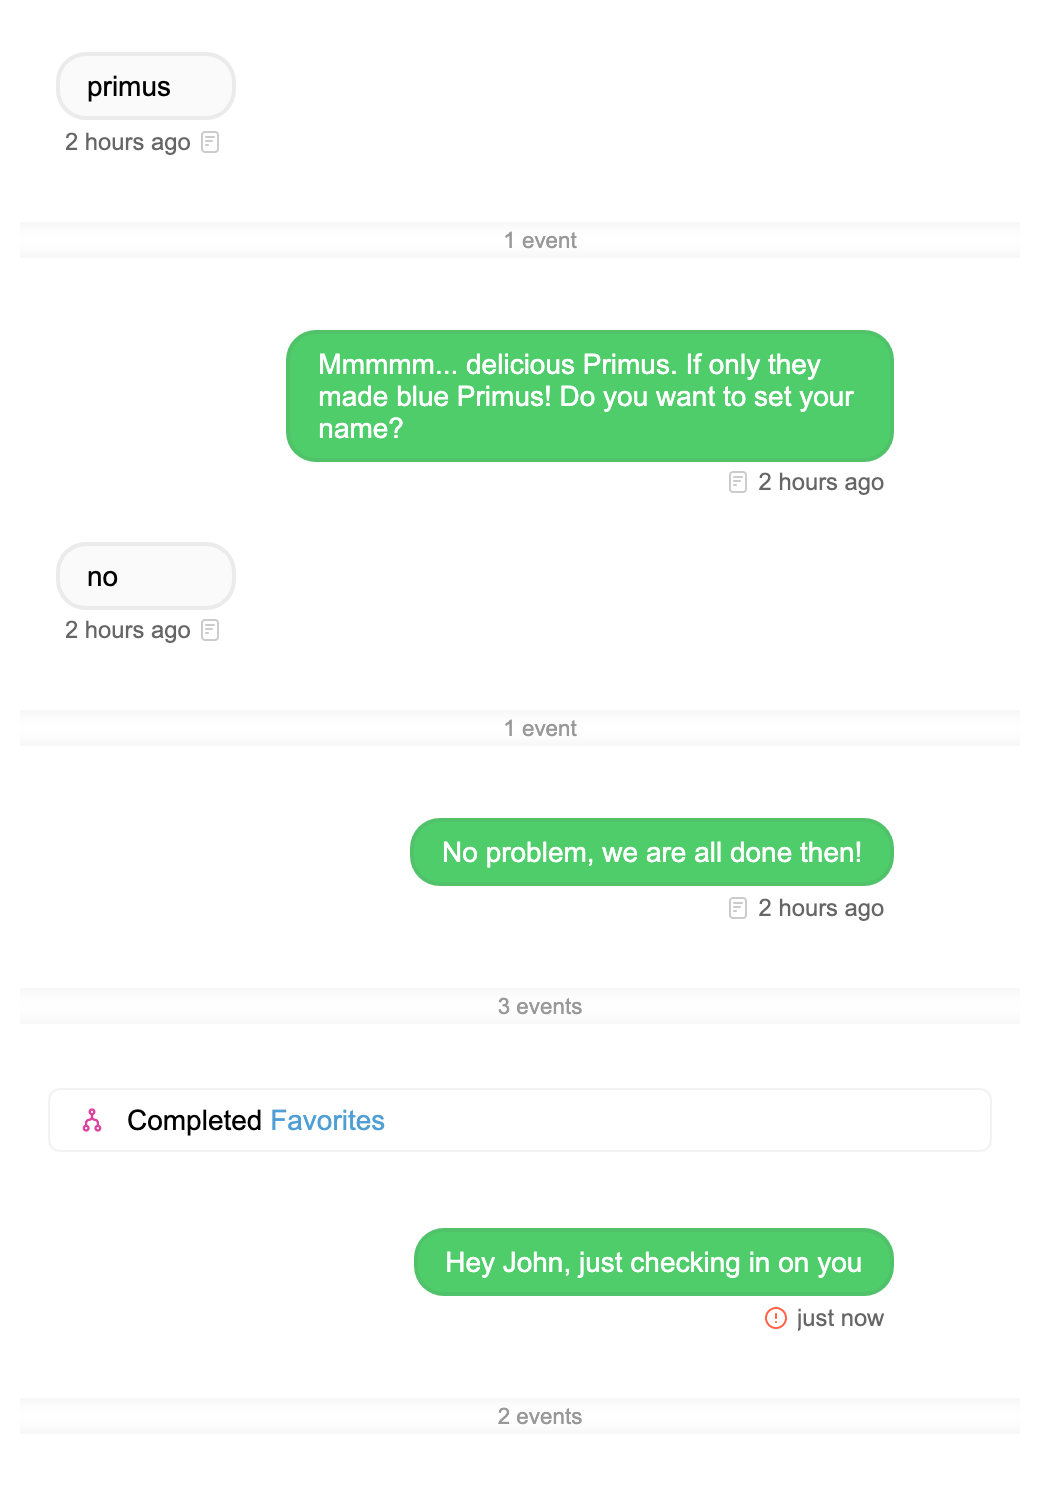 primus
2 hours ago
1 event
Mmmmm... delicious Primus. If only they
made blue Primus! Do you want to set your
name?
2 hours ago
no
2 hours ago
1 event
No problem, we are all done then!
2 hours ago
3 events
Completed Favorites
Hey John, just checking in on you
just now
2 events